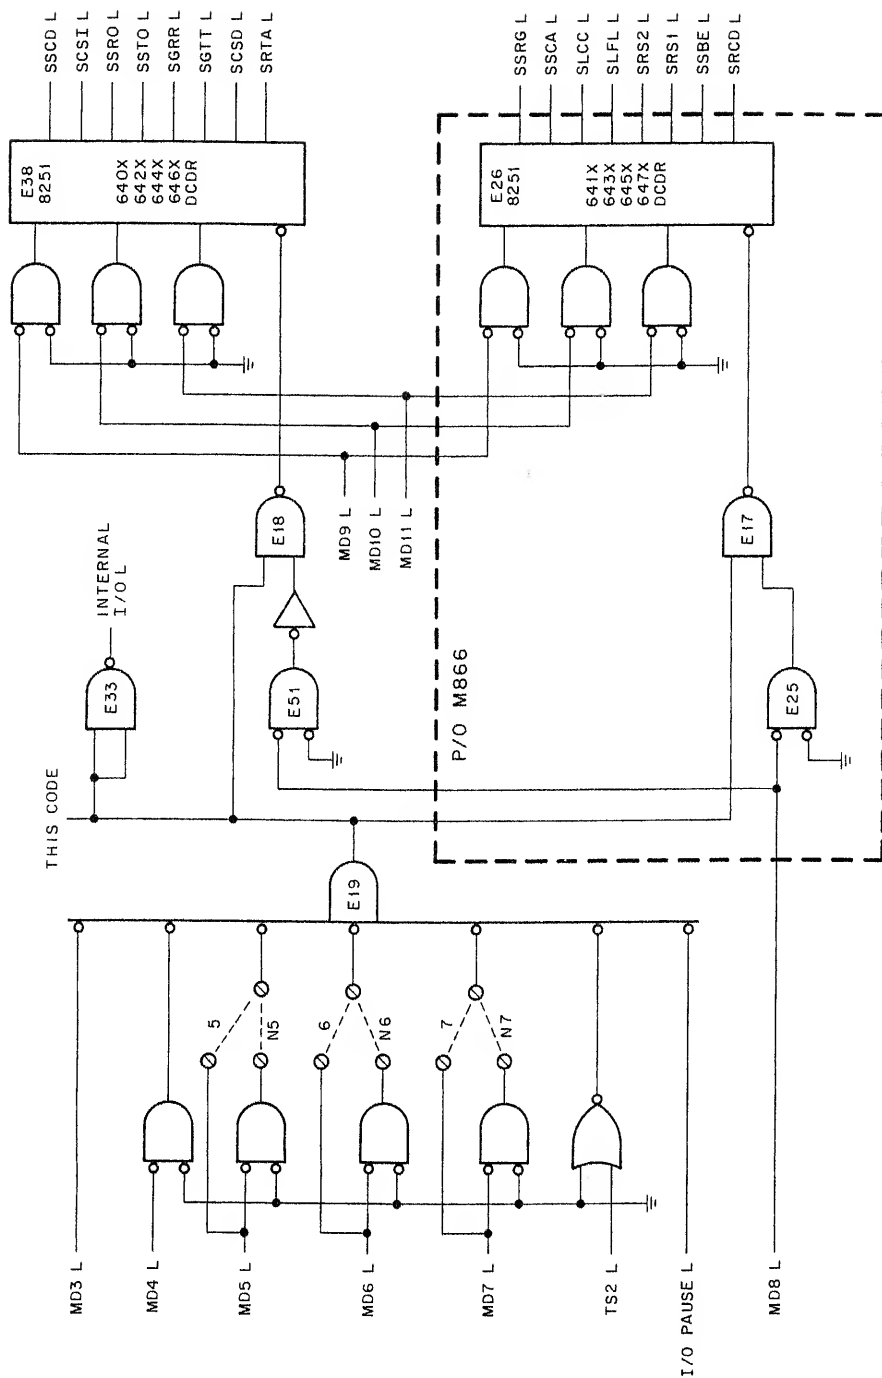 SSCD L
SCSI L
SSRO L
SSTO L
SGRR L
SGTT L
SCSD L
SRTA L
E38
8251
640X
642X
644X
646X
DCDR
SSRG L
SSCA L
SLCC L
SLFL L
SRS2 L
SRS1 L
SSBE L
SRCD L
E26
8251
641X
643X
645X
647X
DCDR
INTERNAL
I/O L
E33
E18
MD9 L
MD10 L
MD11 L
E17
E51
P/O M866
E25
THIS CODE
E19
5
N5
6
N6
7
N7
MD3 L
MD4 L
MD5 L
MD6 L
MD7 L
TS2 L
I/O PAUSE L
MD8 L